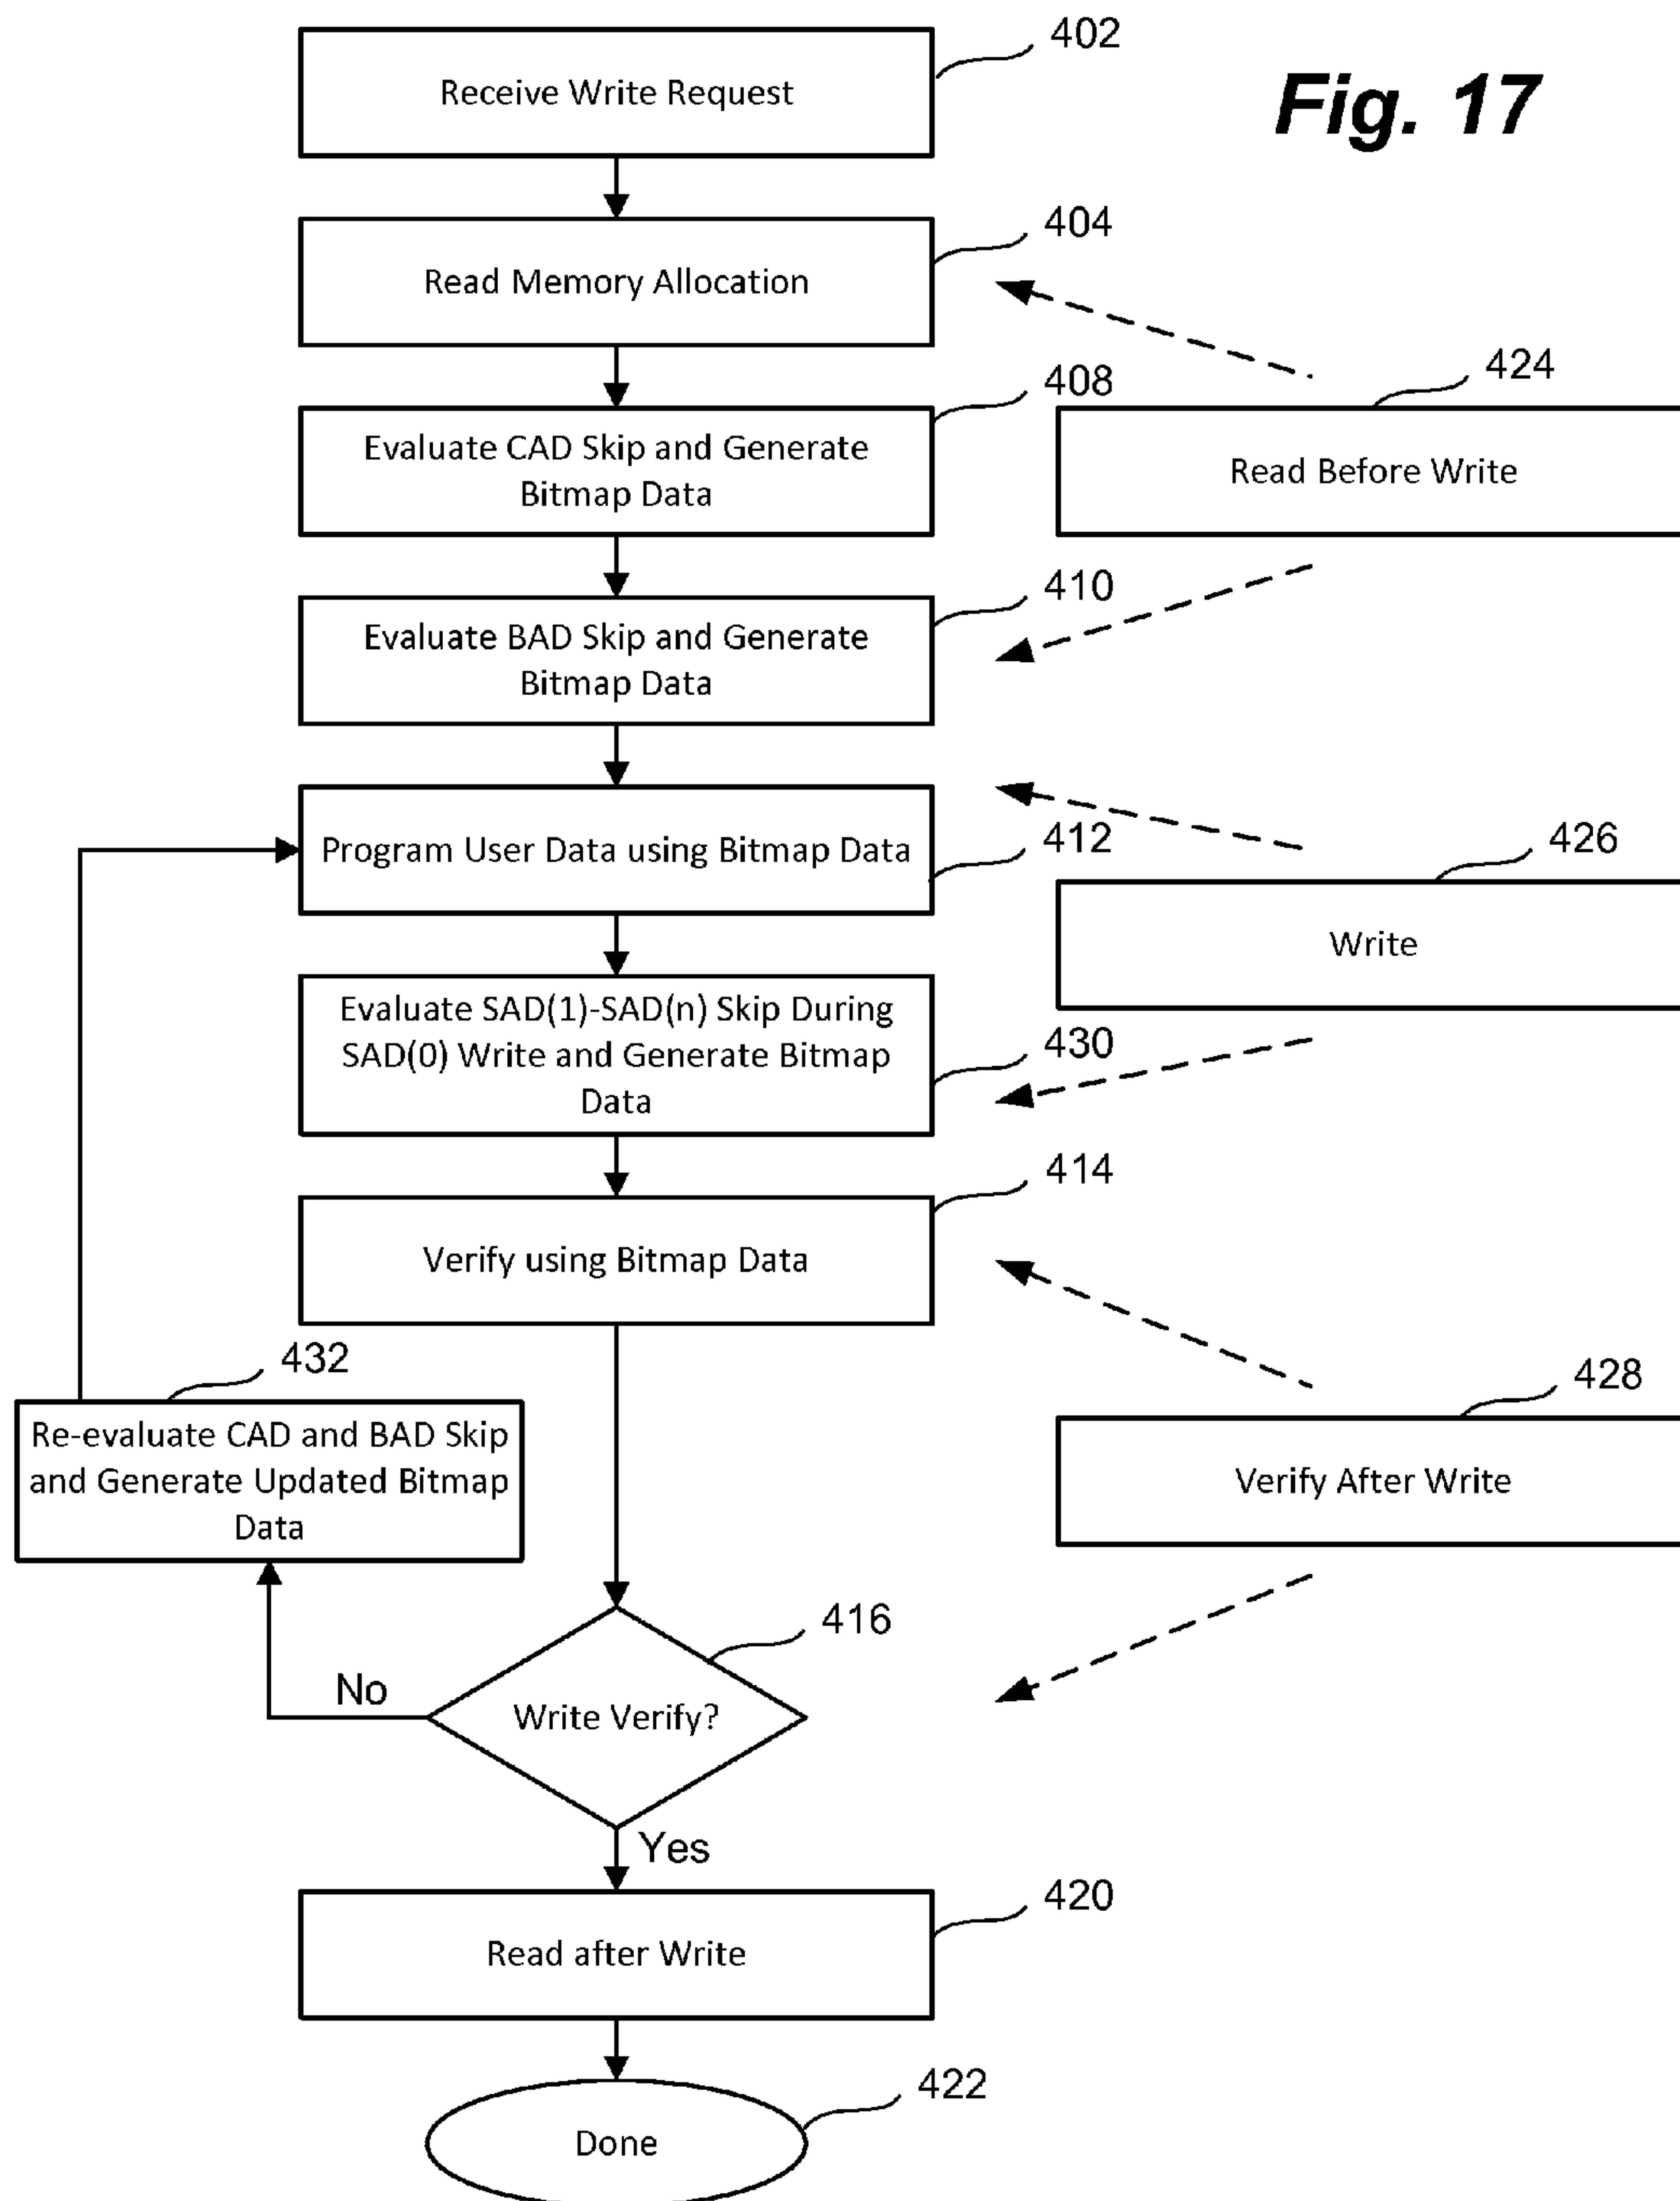 402
Fig. 17
Receive Write Request
404
Read Memory Allocation
408
424
Evaluate CAD Skip and Generate
Bitmap Data
Read Before Write
410
Evaluate BAD Skip and Generate
Bitmap Data
412
Program User Data using Bitmap Data
426
Write
Evaluate SAD(1)-SAD(n) Skip During
SAD(0) Write and Generate Bitmap
Data
430
414
Verify using Bitmap Data
432
428
Re-evaluate CAD and BAD Skip
and Generate Updated Bitmap
Data
Verify After Write
416
No
Write Verify?
Yes
420
Read after Write
422
Done